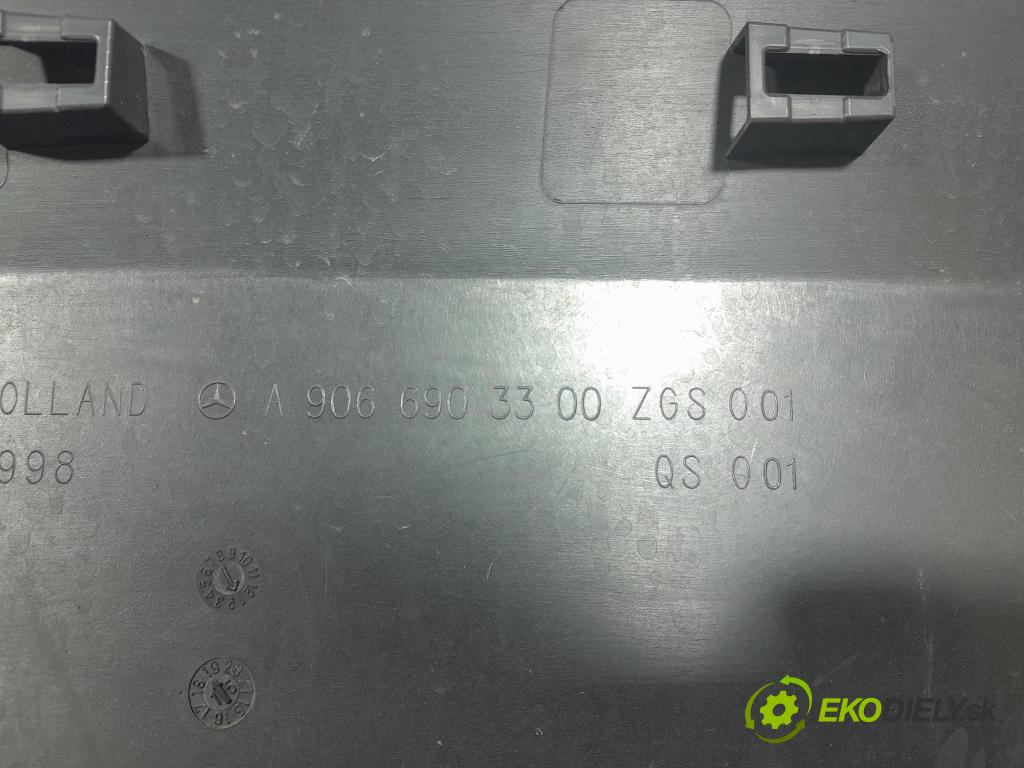 OLLAND A 906 690 33 00 ZGS 001
998 QS 001
EKODIELY.sk